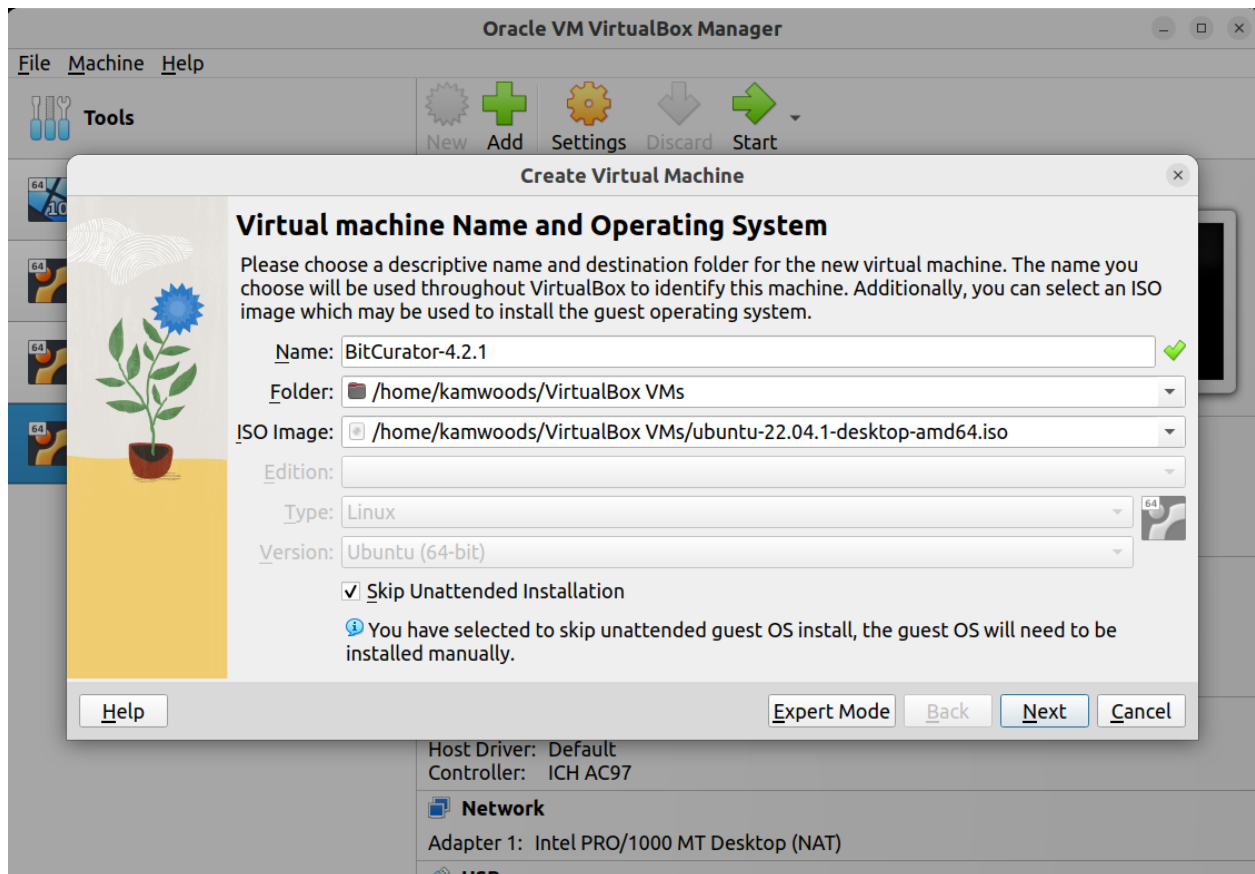 Oracle VM VirtualBox Manager
File Machine Help
Tools
New Add Settings Discard Start
64
10
64
64
64
Create Virtual Machine
Virtual machine Name and Operating System
Please choose a descriptive name and destination folder for the new virtual machine. The name you
choose will be used throughout VirtualBox to identify this machine. Additionally, you can select an ISO
image which may be used to install the guest operating system.
Name: BitCurator-4.2.1
Folder: /home/kamwoods/VirtualBox VMs
ISO Image: /home/kamwoods/VirtualBox VMs/ubuntu-22.04.1-desktop-amd64.iso
Edition:
Type: Linux
64
Version: Ubuntu (64-bit)
Skip Unattended Installation
You have selected to skip unattended guest OS install, the guest OS will need to be
installed manually.
Help Expert Mode Back Next Cancel
Host Driver: Default
Controller: ICH AC97
Network
Adapter 1: Intel PRO/1000 MT Desktop (NAT)